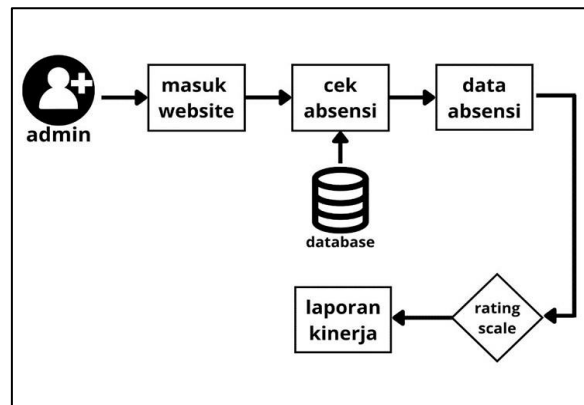 admin
masuk
website
cek
absensi
data
absensi
database
rating
scale
laporan
kinerja